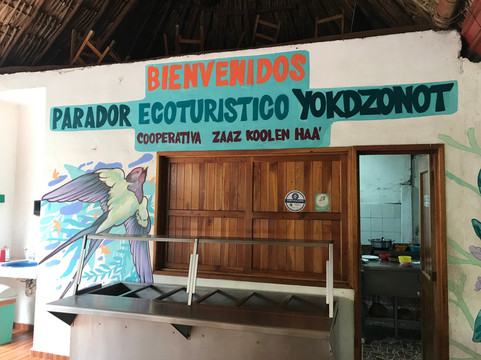 BIENVENIDOS
PARADOR ECOTURISTICO YOKDZONOT
COOPERATIVA ZAAZ KOOLEN HAA'